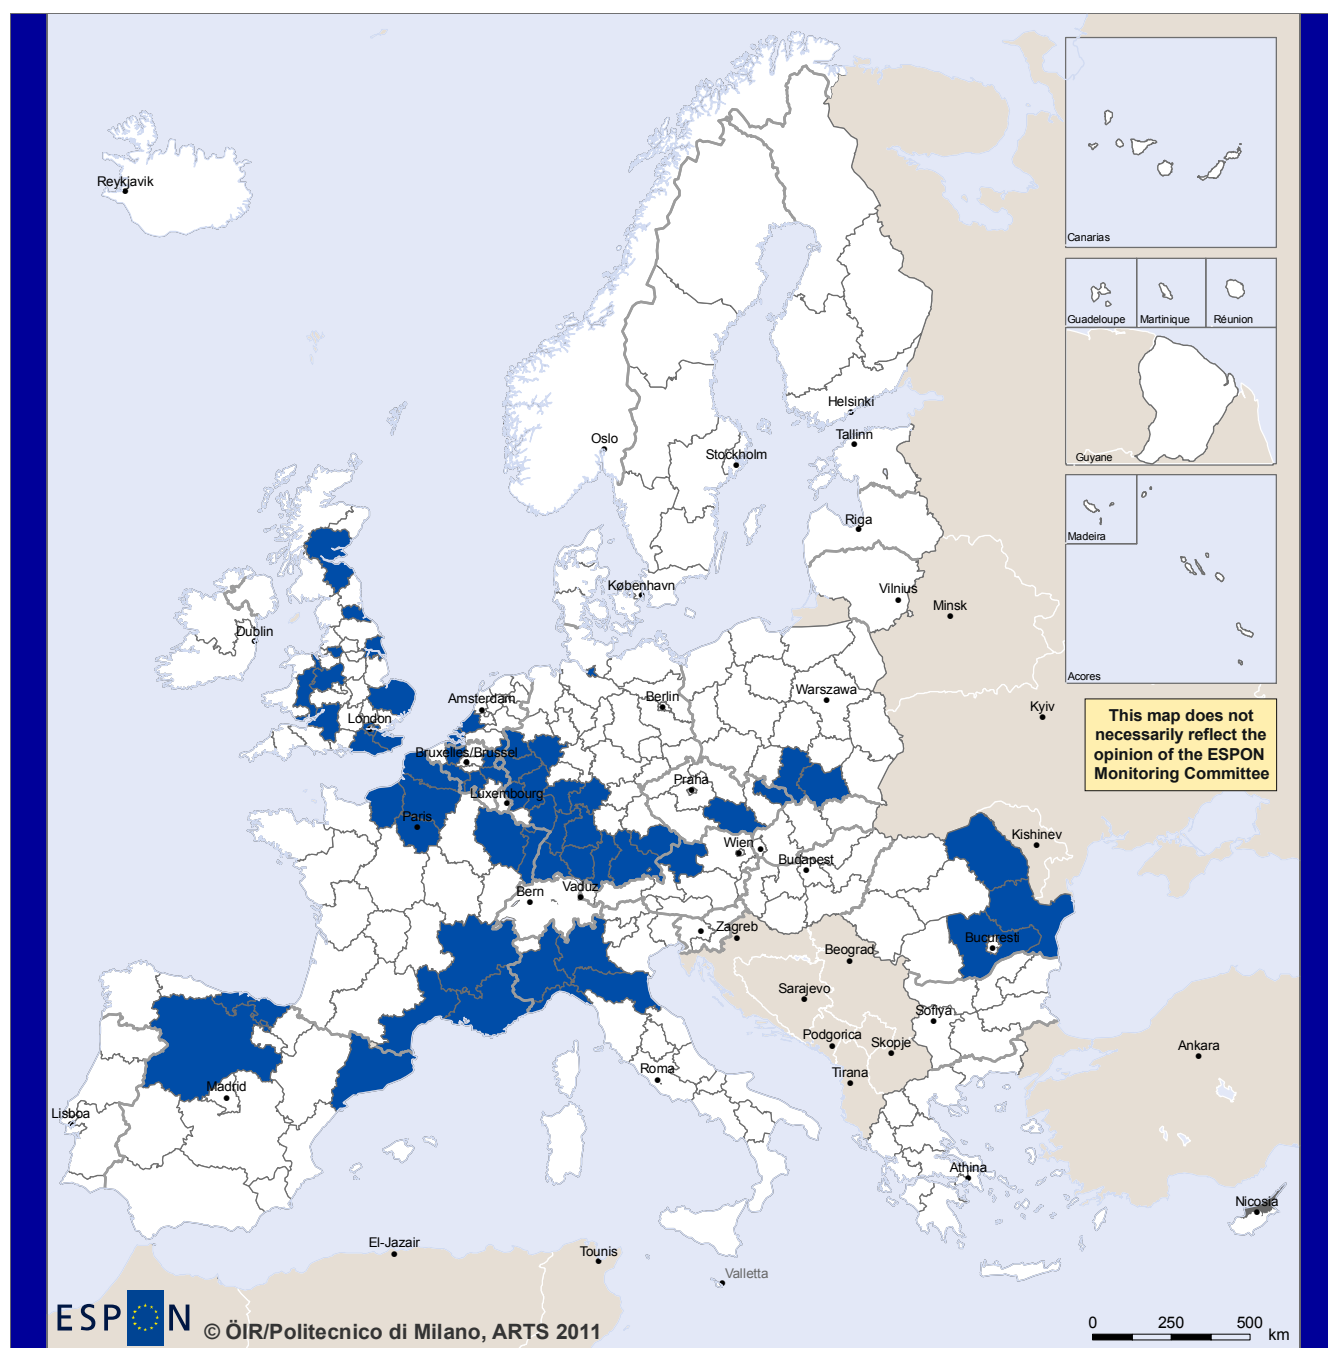 Reykjavik
Canarias
Guadeloupe
Martinique
Réunion
Helsinki
Oslo
Tallinn
Stockholm
Guyane
Riga
Madeira
København
Vilnius
Minsk
Dublin
Acores
Amsterdam
Berlin
Warszawa
Kyiv
London
This map does not
necessarily reflect the
opinion of the ESPON
Monitoring Committee
Bruxelles/Brussel
Praha
Luxembourg
Paris
Kishinev
Wien
Budapest
Bern
Vaduz
Zagreb
Bucuresti
Beograd
Sarajevo
Sofiya
Podgorica
Skopje
Ankara
Roma
Tirana
Madrid
Lisboa
Athina
Nicosia
El-Jazair
Tounis
Valletta
ESPON
© ÖIR/Politecnico di Milano, ARTS 2011
0 250 500
km